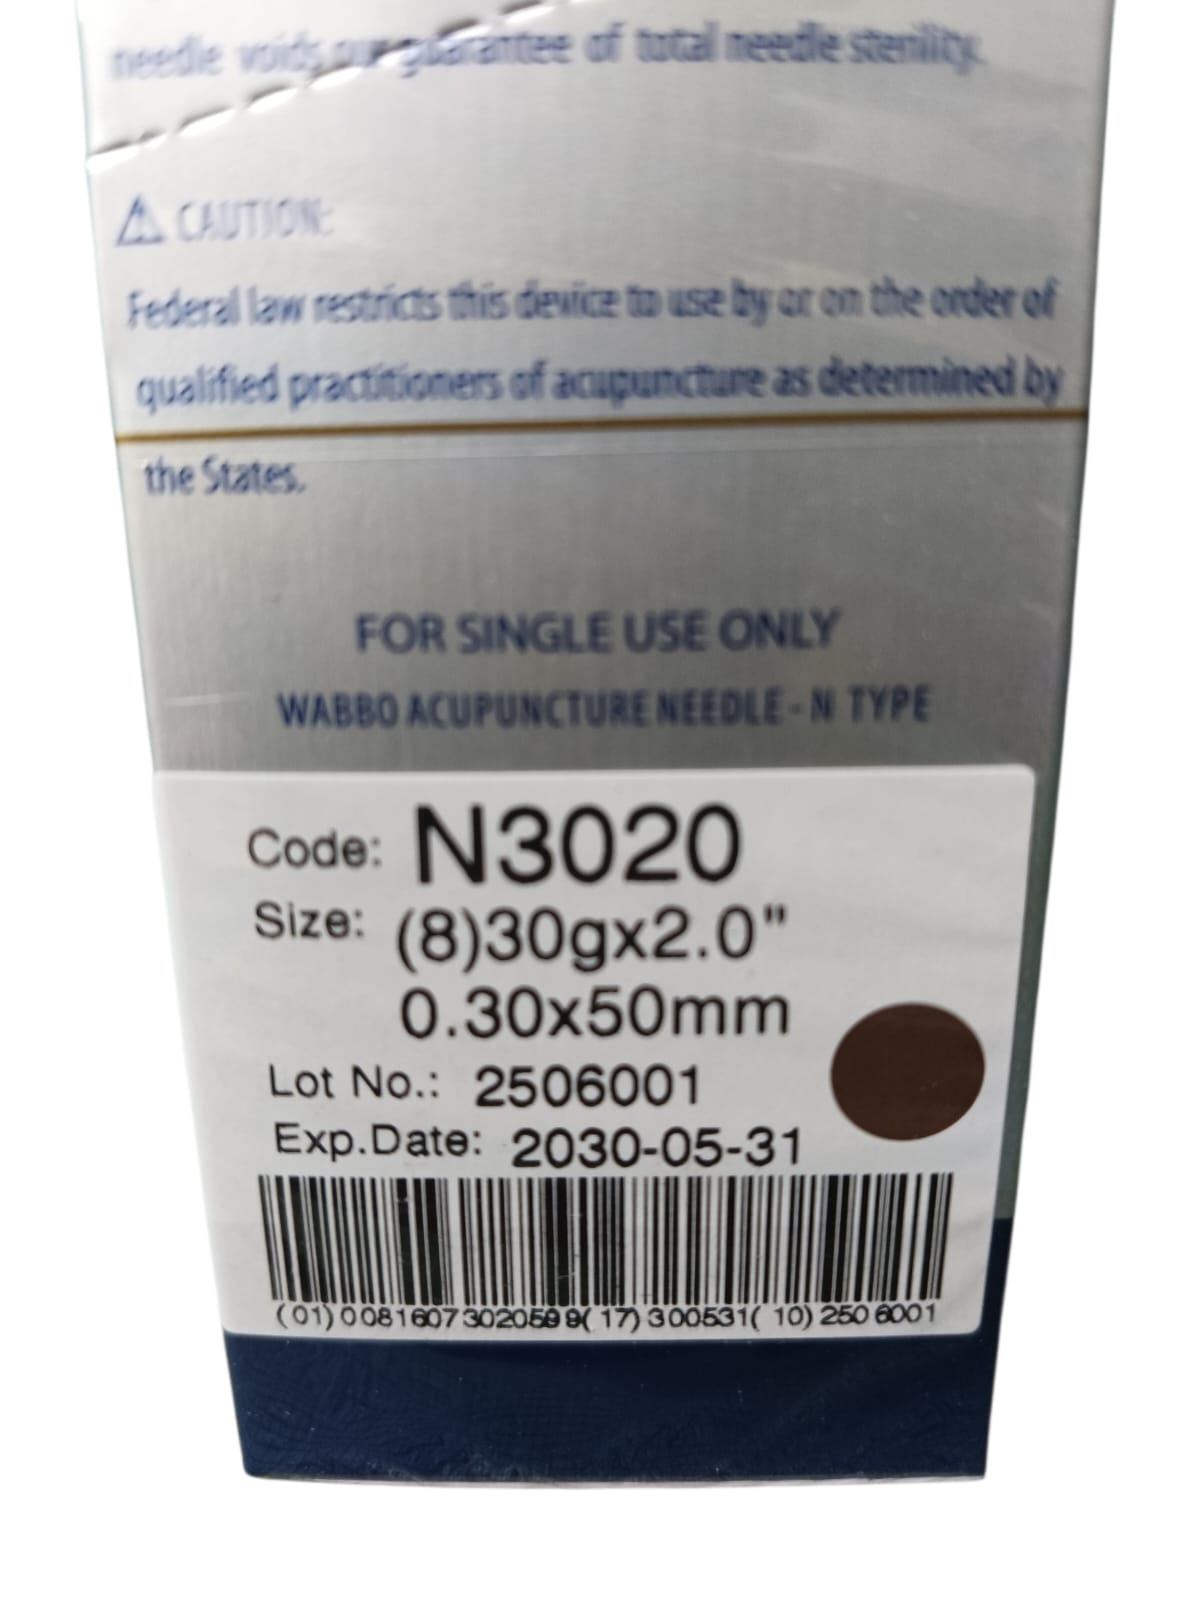 needle voids our guarantee of total needle sterility.
⚠ CAUTION:
Federal law restricts this device to use by or on the order of
qualified practitioners of acupuncture as determined by
the States.
FOR SINGLE USE ONLY
WABBO ACUPUNCTURE NEEDLE - N TYPE
Code: N3020
Size: (8)30gx2.0"
0.30x50mm
Lot No.: 2506001
Exp.Date: 2030-05-31
(01)00816073020599(17)300531(10)2506001